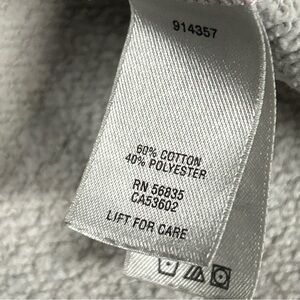 914357
60% COTTON
40% POLYESTER
RN 56835
CA53602
LIFT FOR CARE